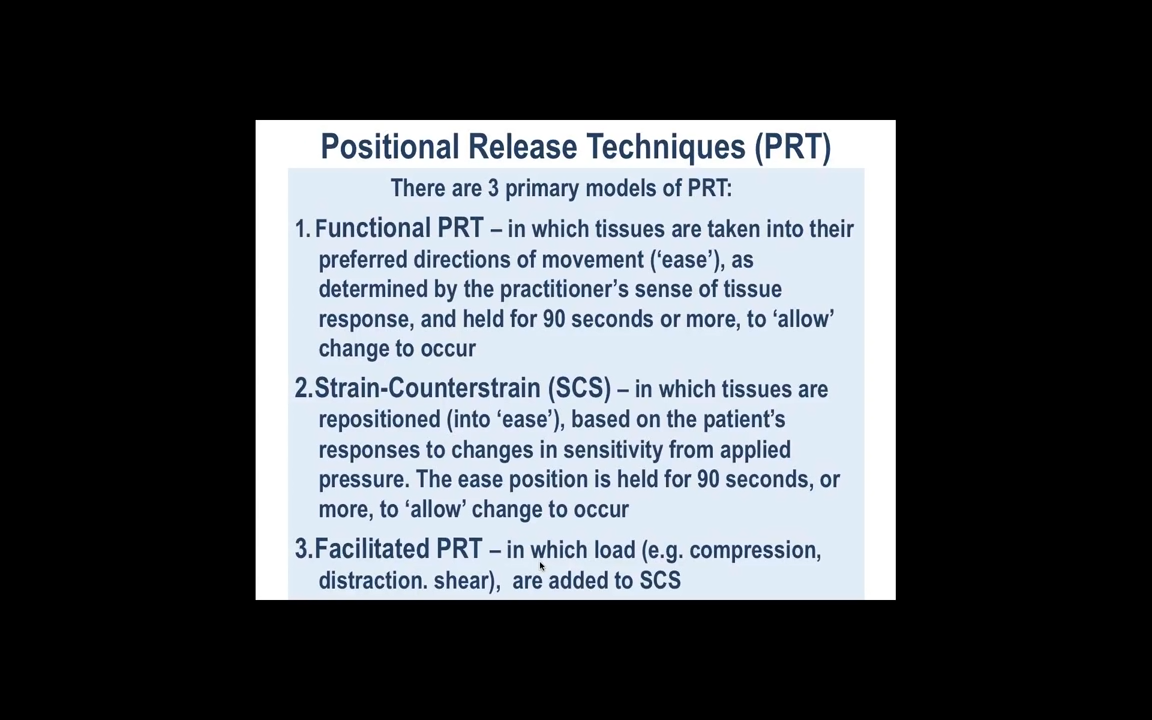 Positional Release Techniques (PRT)
There are 3 primary models of PRT:
1. Functional PRT – in which tissues are taken into their
preferred directions of movement (‘ease’), as
determined by the practitioner’s sense of tissue
response, and held for 90 seconds or more, to ‘allow’
change to occur
2.Strain-Counterstrain (SCS) – in which tissues are
repositioned (into ‘ease’), based on the patient’s
responses to changes in sensitivity from applied
pressure. The ease position is held for 90 seconds, or
more, to ‘allow’ change to occur
3.Facilitated PRT – in which load (e.g. compression,
distraction. shear),  are added to SCS